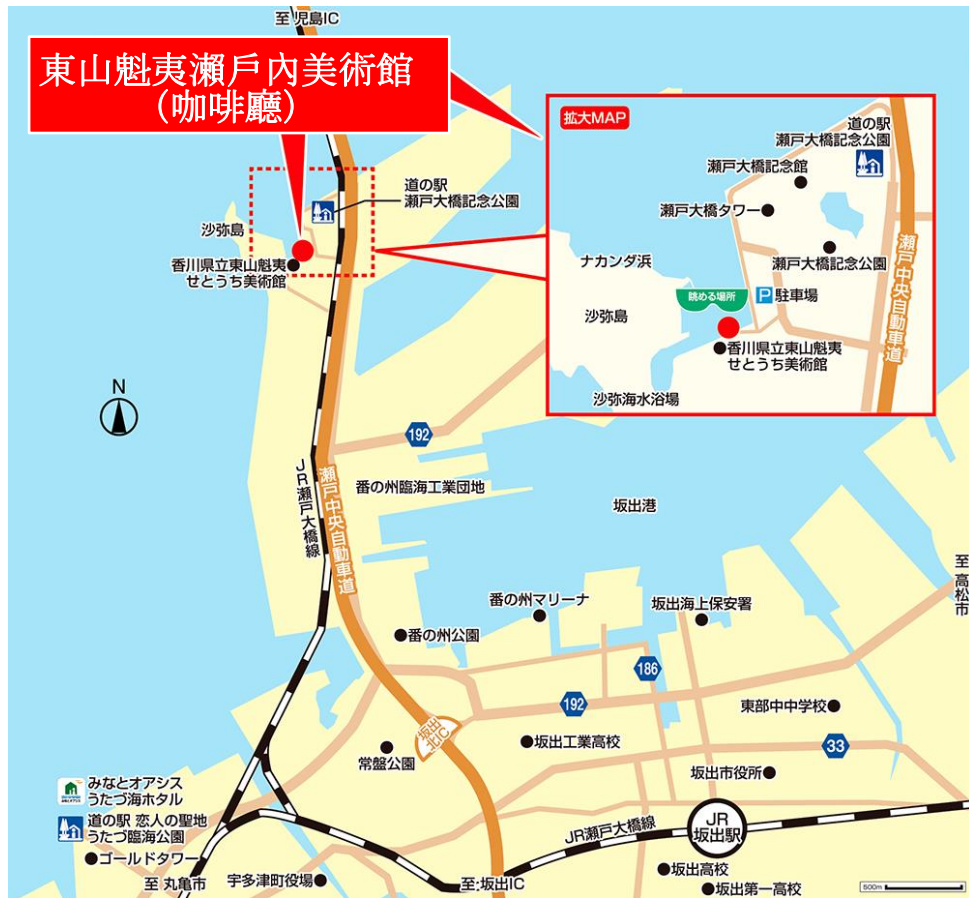 至 児島IC
東山魁夷瀨戶內美術館
(咖啡廳)
拡大MAP
道の駅
瀬戸大橋記念公園
瀬戸大橋記念館
瀬戸大橋タワー
瀬戸大橋記念公園
ナカンダ浜
眺める場所
P 駐車場
沙弥島
香川県立東山魁夷
せとうち美術館
沙弥海水浴場
瀬戸中央自動車道
道の駅
瀬戸大橋記念公園
沙弥島
香川県立東山魁夷
せとうち美術館
N
192
JR瀬戸大橋線
瀬戸中央自動車道
番の州臨海工業団地
坂出港
至 高松市
番の州マリーナ
坂出海上保安署
番の州公園
186
192
東部中中学校
坂出北IC
坂出工業高校
33
常盤公園
坂出市役所
みなとオアシス
うたづ海ホタル
道の駅 恋人の聖地
うたづ臨海公園
JR
坂出駅
JR瀬戸大橋線
ゴールドタワー
坂出高校
至 丸亀市
宇多津町役場
至 坂出IC
坂出第一高校
500m